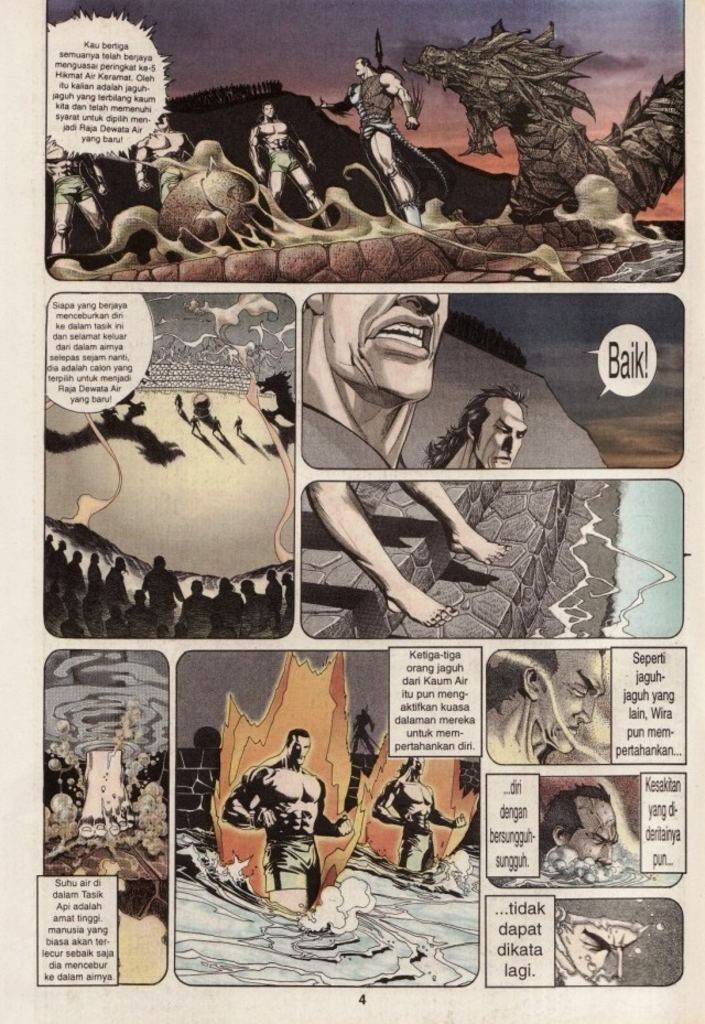 Kau bertiga
semuanya telah berjaya
menguasai peringkat ke-5
Hikmat Air Keramat. Oleh
itu kalian adalah jaguh-
jaguh yang terbilang kaum
kita dan telah memenuhi
syarat untuk dipilih men-
jadi Raja Dewata Air
yang baru!
Siapa yang berjaya
menceburkan diri
ke dalam tasik ini
dan selamat keluar
dari dalam airnya
selepas sejam nanti,
dia adalah calon yang
terpilih untuk menjadi
Raja Dewata Air
yang baru!
Baik!
Suhu air di
dalam Tasik
Api adalah
amat tinggi.
manusia yang
biasa akan ter-
lecur sebaik saja
dia mencebur
ke dalam airnya.
Ketiga-tiga
orang jaguh
dari Kaum Air
itu pun meng-
aktifkan kuasa
dalaman mereka
untuk mem-
pertahankan diri.
Seperti
jaguh-
jaguh yang
lain, Wira
pun mem-
pertahankan...
...diri
dengan
bersungguh-
sungguh.
Kesakitan
yang di-
deritainya
pun...
...tidak
dapat
dikata
lagi.
4